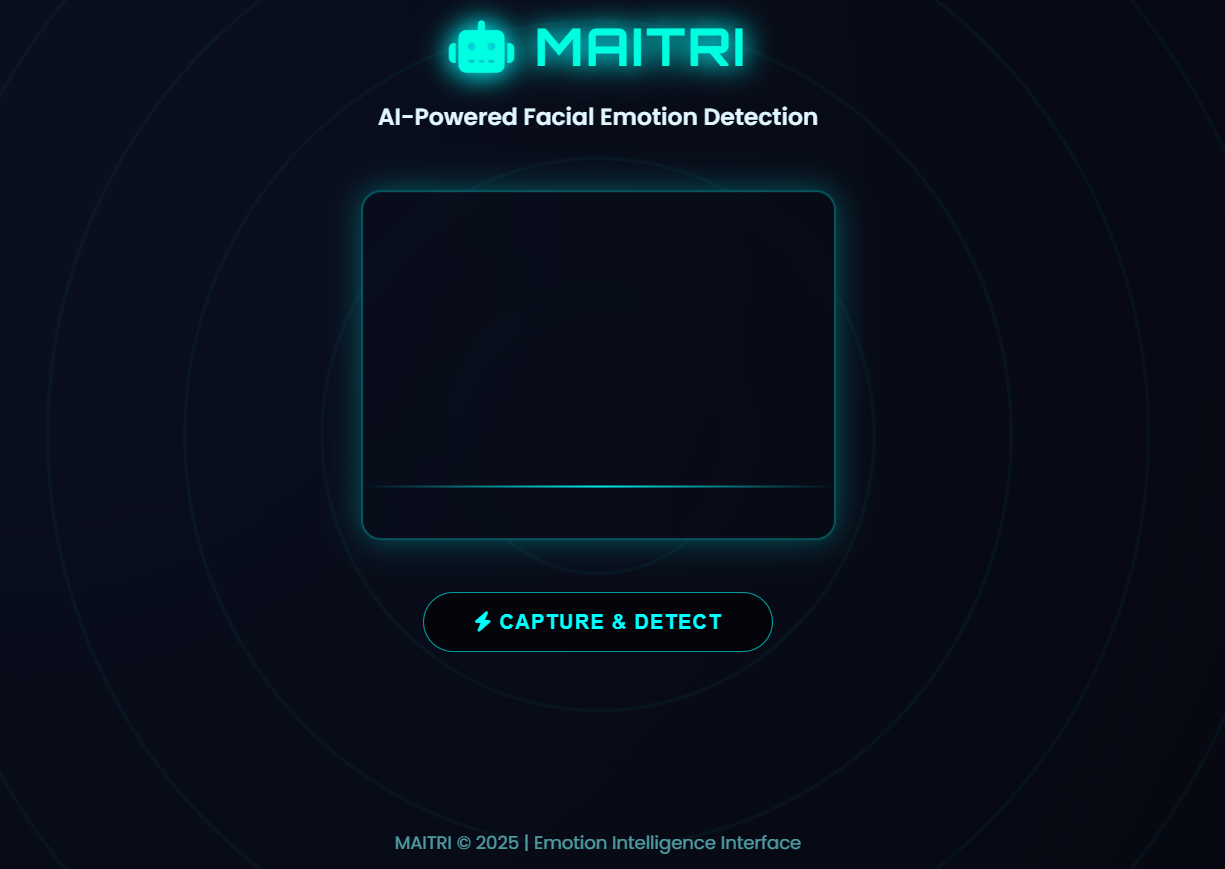 MAITRI
AI-Powered Facial Emotion Detection
CAPTURE & DETECT
MAITRI © 2025 | Emotion Intelligence Interface